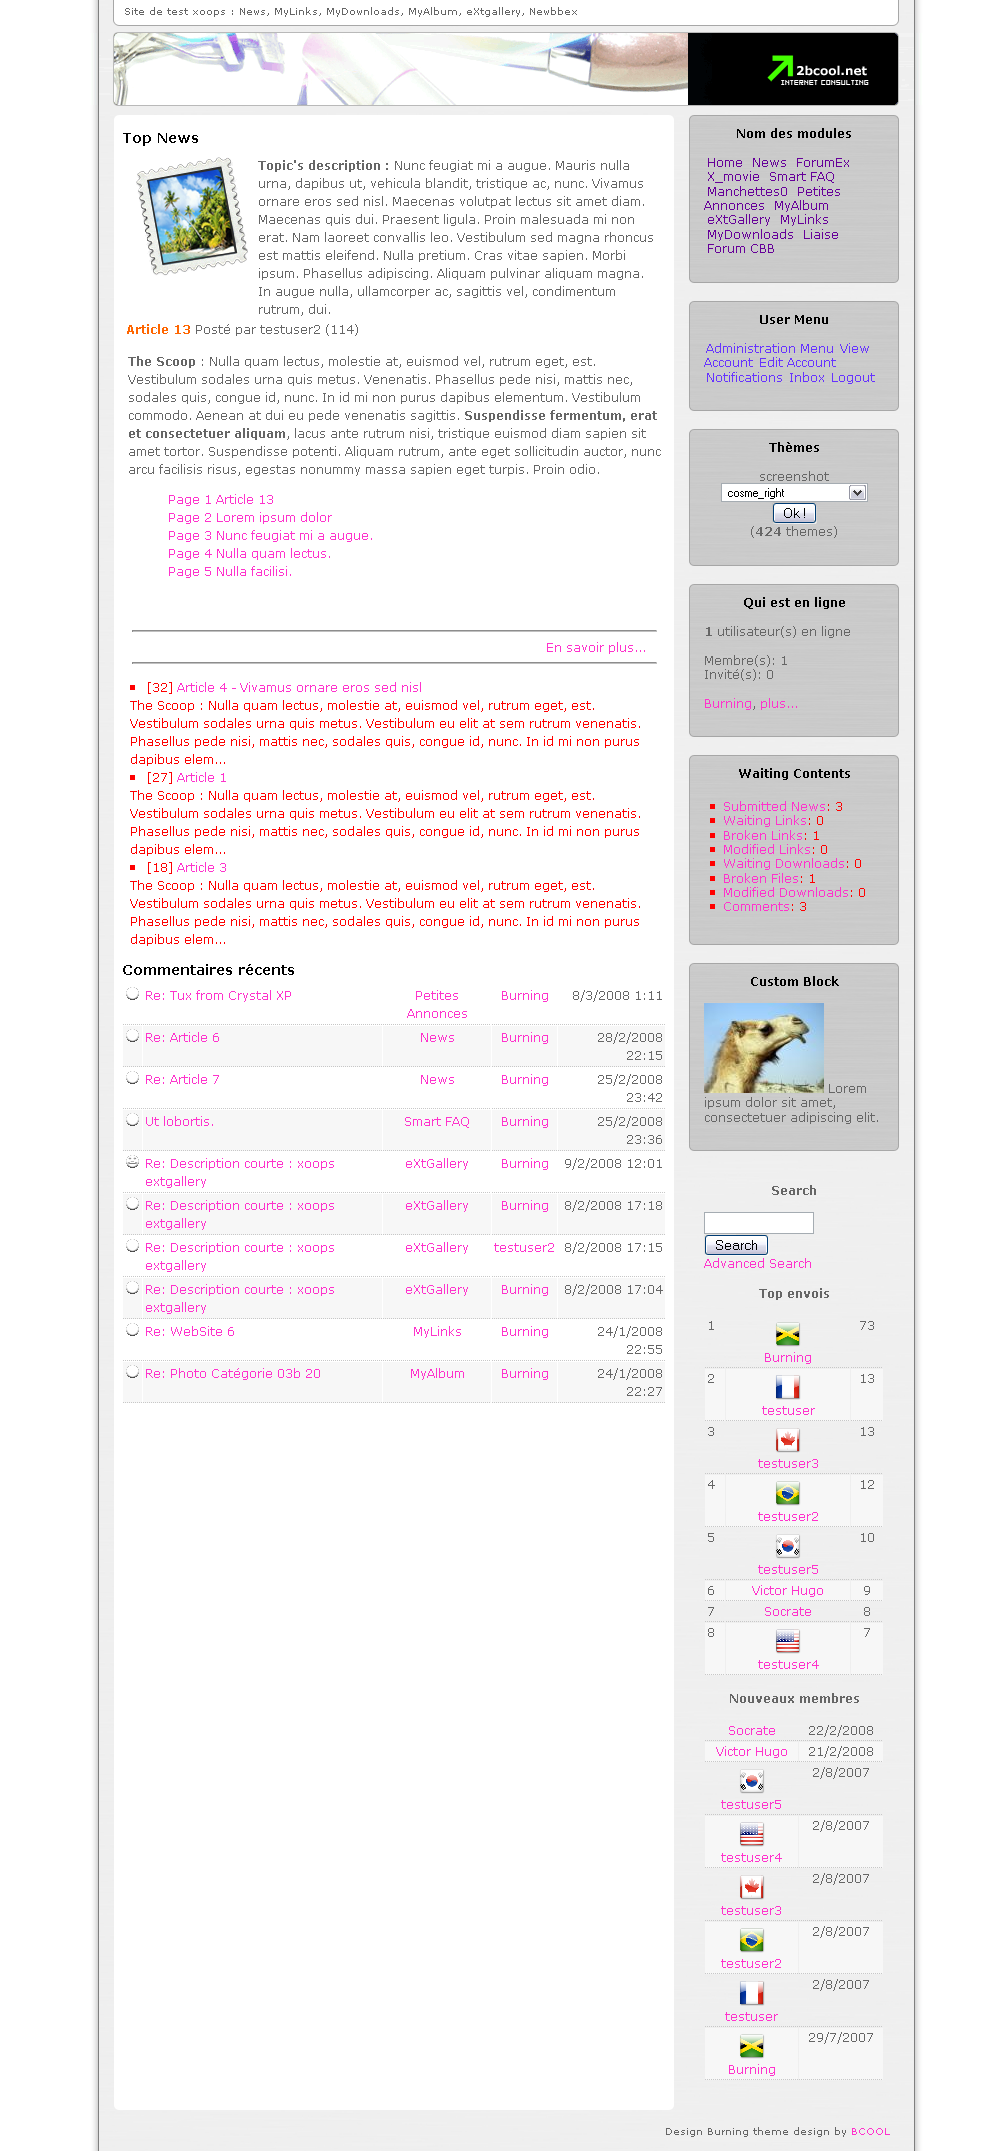 Site de test xoops : News, MyLinks, MyDownloads, MyAlbum, eXtgallery, Newbbex
2bcool.net
INTERNET CONSULTING
Top News
Topic's description : Nunc feugiat mi a augue. Mauris nulla
urna, dapibus ut, vehicula blandit, tristique ac, nunc. Vivamus
ornare eros sed nisl. Maecenas volutpat lectus sit amet diam.
Maecenas quis dui. Praesent ligula. Proin malesuada mi non
erat. Nam laoreet convallis leo. Vestibulum sed magna rhoncus
est mattis eleifend. Nulla pretium. Cras vitae sapien. Morbi
ipsum. Phasellus adipiscing. Aliquam pulvinar aliquam magna.
In augue nulla, ullamcorper ac, sagittis vel, condimentum
rutrum, dui.
Article 13 Posté par testuser2 (114)
The Scoop : Nulla quam lectus, molestie at, euismod vel, rutrum eget, est.
Vestibulum sodales urna quis metus. Venenatis. Phasellus pede nisi, mattis nec,
sodales quis, congue id, nunc. In id mi non purus dapibus elementum. Vestibulum
commodo. Aenean at dui eu pede venenatis sagittis. Suspendisse fermentum, erat
et consectetuer aliquam, lacus ante rutrum nisi, tristique euismod diam sapien sit
amet tortor. Suspendisse potenti. Aliquam rutrum, ante eget sollicitudin auctor, nunc
arcu facilisis risus, egestas nonummy massa sapien eget turpis. Proin odio.
Page 1 Article 13
Page 2 Lorem ipsum dolor
Page 3 Nunc feugiat mi a augue.
Page 4 Nulla quam lectus.
Page 5 Nulla facilisi.
En savoir plus...
[32] Article 4 - Vivamus ornare eros sed nisl
The Scoop : Nulla quam lectus, molestie at, euismod vel, rutrum eget, est.
Vestibulum sodales urna quis metus. Vestibulum eu elit at sem rutrum venenatis.
Phasellus pede nisi, mattis nec, sodales quis, congue id, nunc. In id mi non purus
dapibus elem...
[27] Article 1
The Scoop : Nulla quam lectus, molestie at, euismod vel, rutrum eget, est.
Vestibulum sodales urna quis metus. Vestibulum eu elit at sem rutrum venenatis.
Phasellus pede nisi, mattis nec, sodales quis, congue id, nunc. In id mi non purus
dapibus elem...
[18] Article 3
The Scoop : Nulla quam lectus, molestie at, euismod vel, rutrum eget, est.
Vestibulum sodales urna quis metus. Vestibulum eu elit at sem rutrum venenatis.
Phasellus pede nisi, mattis nec, sodales quis, congue id, nunc. In id mi non purus
dapibus elem...
Commentaires récents
Re: Tux from Crystal XP Petites Burning 8/3/2008 1:11
Annonces
Re: Article 6 News Burning 28/2/2008
22:15
Re: Article 7 News Burning 25/2/2008
23:42
Ut lobortis. Smart FAQ Burning 25/2/2008
23:36
Re: Description courte : xoops eXtGallery Burning 9/2/2008 12:01
extgallery
Re: Description courte : xoops eXtGallery Burning 8/2/2008 17:18
extgallery
Re: Description courte : xoops eXtGallery testuser2 8/2/2008 17:15
extgallery
Re: Description courte : xoops eXtGallery Burning 8/2/2008 17:04
extgallery
Re: WebSite 6 MyLinks Burning 24/1/2008
22:55
Re: Photo Catégorie 03b 20 MyAlbum Burning 24/1/2008
22:27
Nom des modules
Home News ForumEx
X_movie Smart FAQ
Manchettes0 Petites
Annonces MyAlbum
eXtGallery MyLinks
MyDownloads Liaise
Forum CBB
User Menu
Administration Menu View
Account Edit Account
Notifications Inbox Logout
Thèmes
screenshot
cosme_right
Ok !
(424 themes)
Qui est en ligne
1 utilisateur(s) en ligne
Membre(s): 1
Invité(s): 0
Burning, plus...
Waiting Contents
Submitted News: 3
Waiting Links: 0
Broken Links: 1
Modified Links: 0
Waiting Downloads: 0
Broken Files: 1
Modified Downloads: 0
Comments: 3
Custom Block
Lorem
ipsum dolor sit amet,
consectetuer adipiscing elit.
Search
Search
Advanced Search
Top envois
1 73
Burning
2 13
testuser
3 13
testuser3
4 12
testuser2
5 10
testuser5
6 Victor Hugo 9
7 Socrate 8
8 7
testuser4
Nouveaux membres
Socrate 22/2/2008
Victor Hugo 21/2/2008
2/8/2007
testuser5
2/8/2007
testuser4
2/8/2007
testuser3
2/8/2007
testuser2
2/8/2007
testuser
29/7/2007
Burning
Design Burning theme design by BCOOL